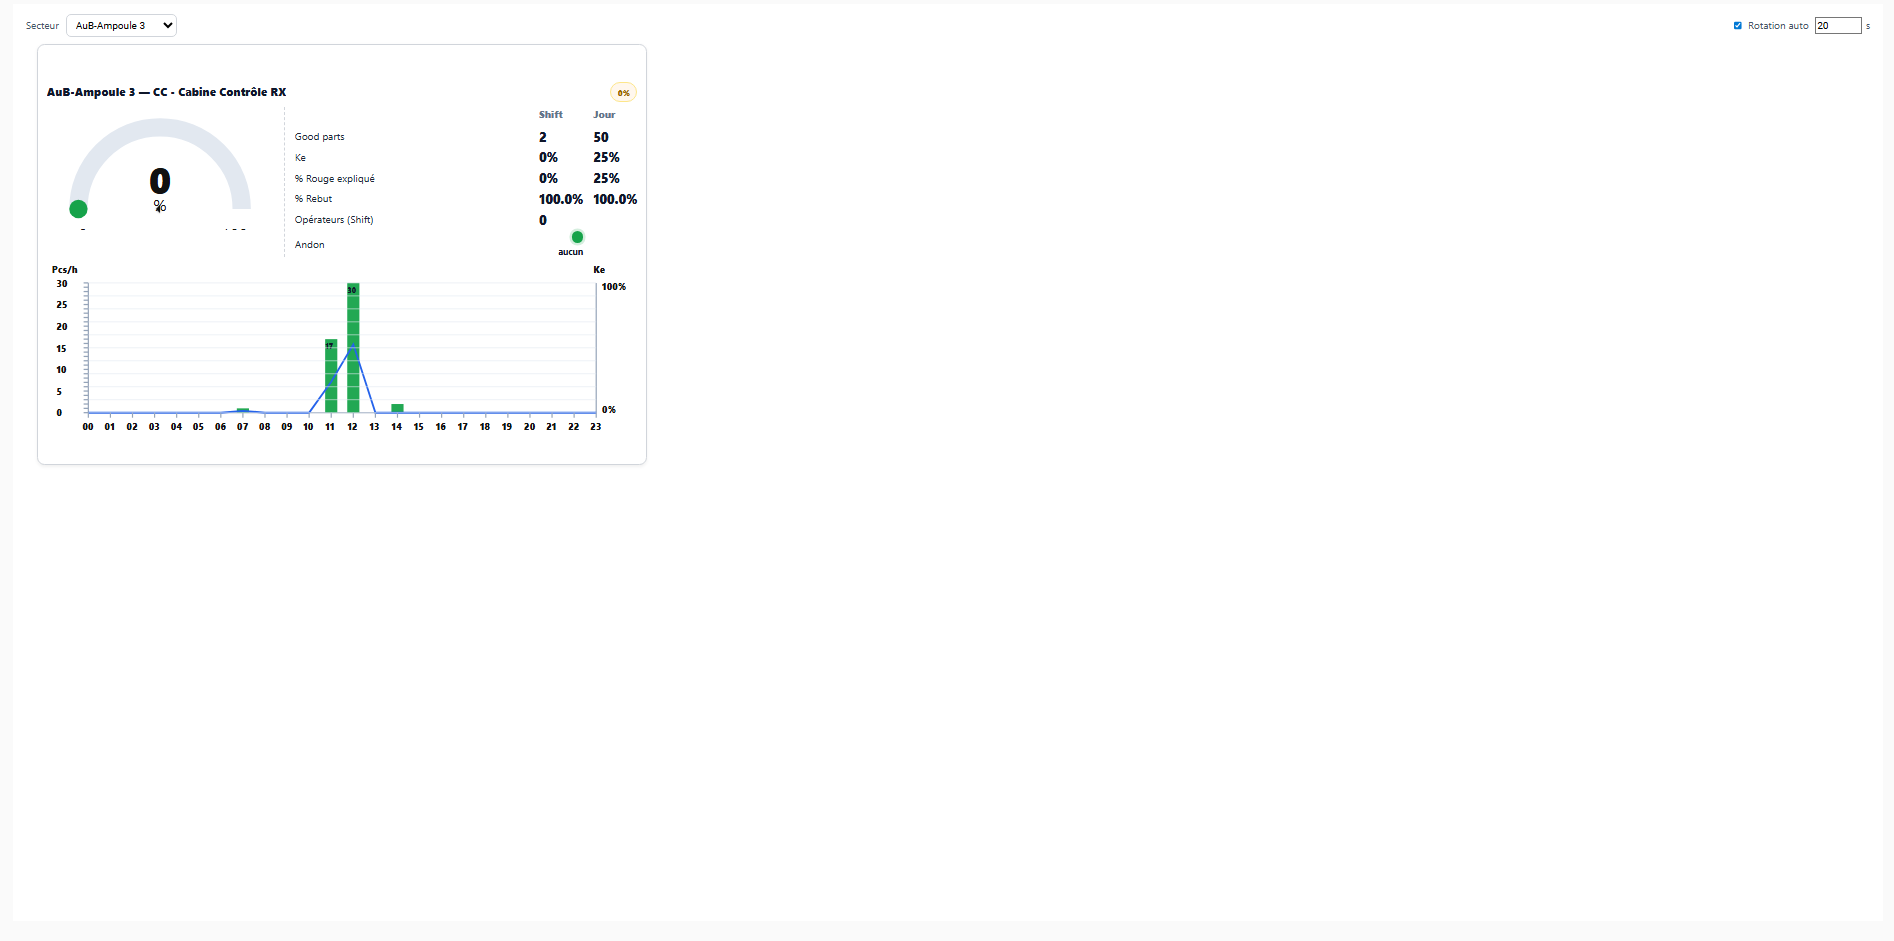 Secteur AuB-Ampoule 3 Rotation auto 20 s
AuB-Ampoule 3 — CC - Cabine Contrôle RX 0%
Shift Jour
Good parts 2 50
Ke 0% 25%
% Rouge expliqué 0% 25%
% Rebut 100.0% 100.0%
Opérateurs (Shift) 0
Andon
aucun
0
%
Pcs/h Ke
30 100%
25
20
15
10
5
0 0%
30
17
00 01 02 03 04 05 06 07 08 09 10 11 12 13 14 15 16 17 18 19 20 21 22 23